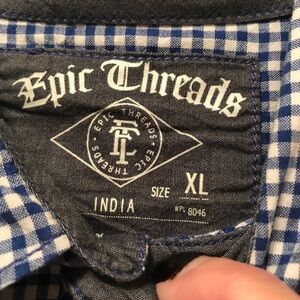 Epic Threads
EPIC THREADS · EPIC THREADS ·
ET
SIZE XL
INDIA
RN 8046